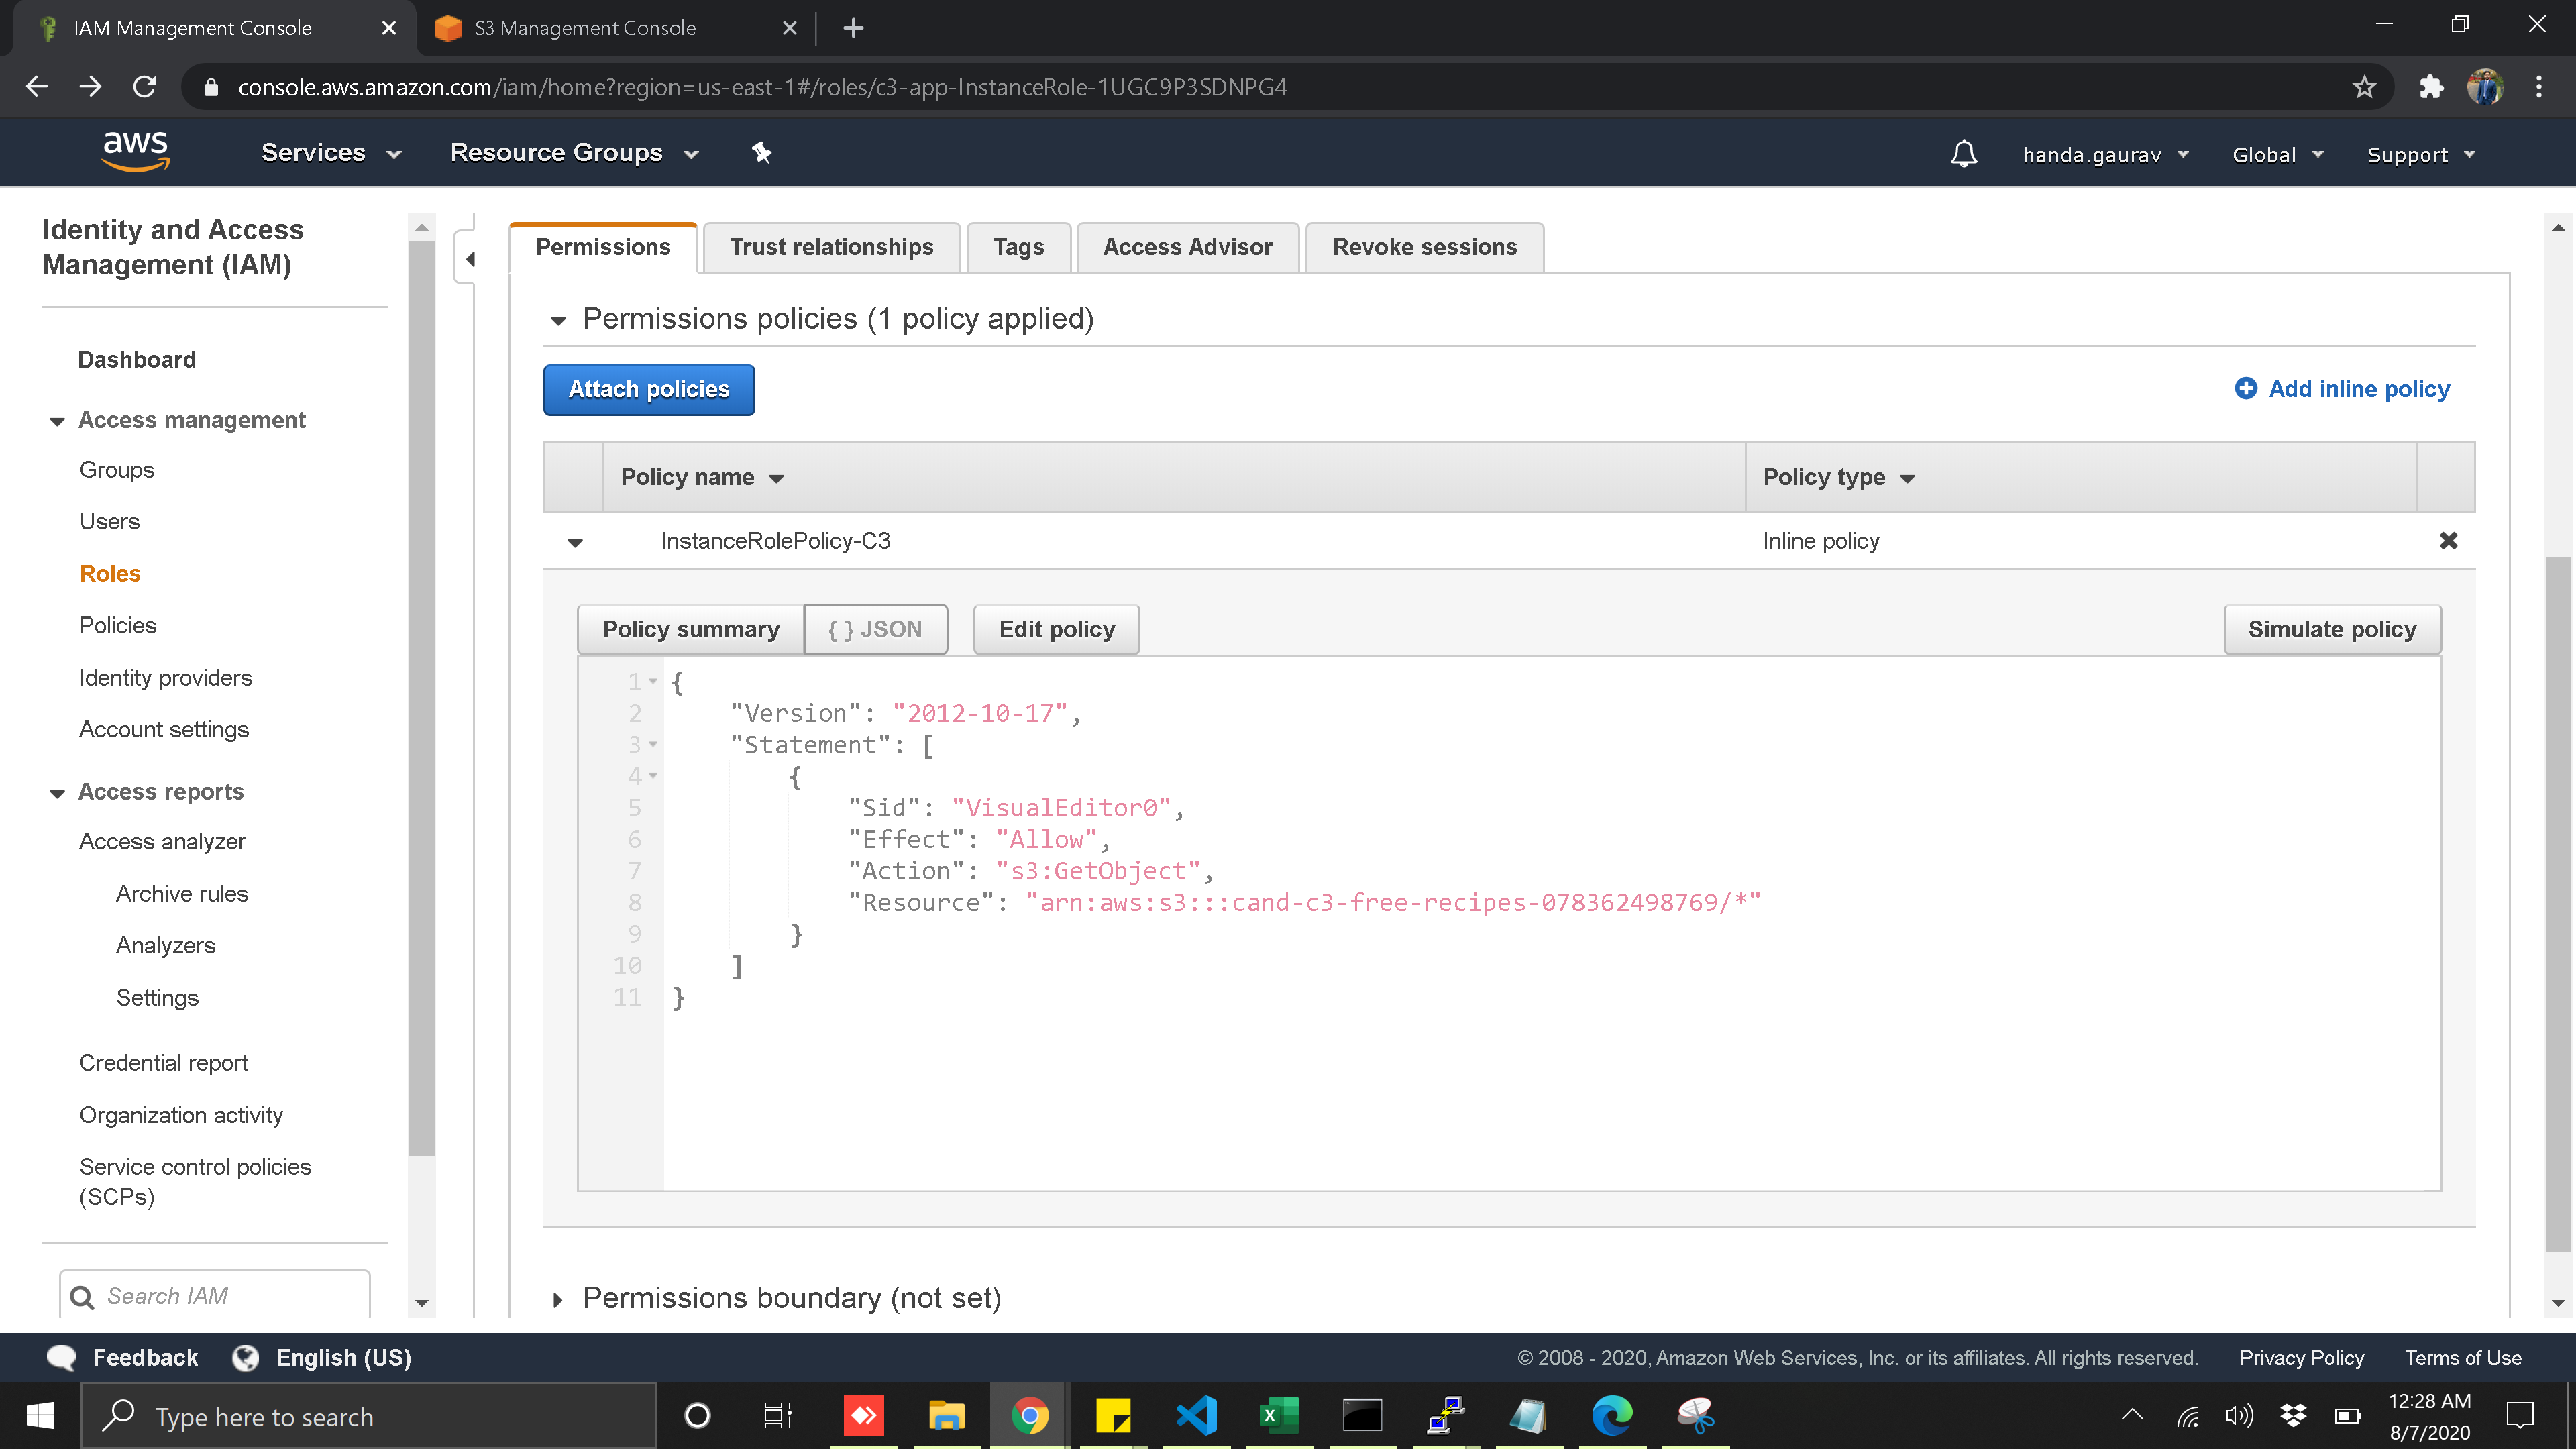 IAM Management Console
S3 Management Console
console.aws.amazon.com/iam/home?region=us-east-1#/roles/c3-app-InstanceRole-1UGC9P3SDNPG4
aws
Services
Resource Groups
handa.gaurav
Global
Support
Identity and Access
Management (IAM)
Dashboard
Access management
Groups
Users
Roles
Policies
Identity providers
Account settings
Access reports
Access analyzer
Archive rules
Analyzers
Settings
Credential report
Organization activity
Service control policies
(SCPs)
Search IAM
Permissions
Trust relationships
Tags
Access Advisor
Revoke sessions
Permissions policies (1 policy applied)
Attach policies
Add inline policy
Policy name
Policy type
InstanceRolePolicy-C3
Inline policy
Policy summary
{ } JSON
Edit policy
Simulate policy
1 {
2 "Version": "2012-10-17",
3 "Statement": [
4 {
5 "Sid": "VisualEditor0",
6 "Effect": "Allow",
7 "Action": "s3:GetObject",
8 "Resource": "arn:aws:s3:::cand-c3-free-recipes-078362498769/*"
9 }
10 ]
11 }
Permissions boundary (not set)
Feedback
English (US)
© 2008 - 2020, Amazon Web Services, Inc. or its affiliates. All rights reserved.
Privacy Policy
Terms of Use
Type here to search
12:28 AM
8/7/2020